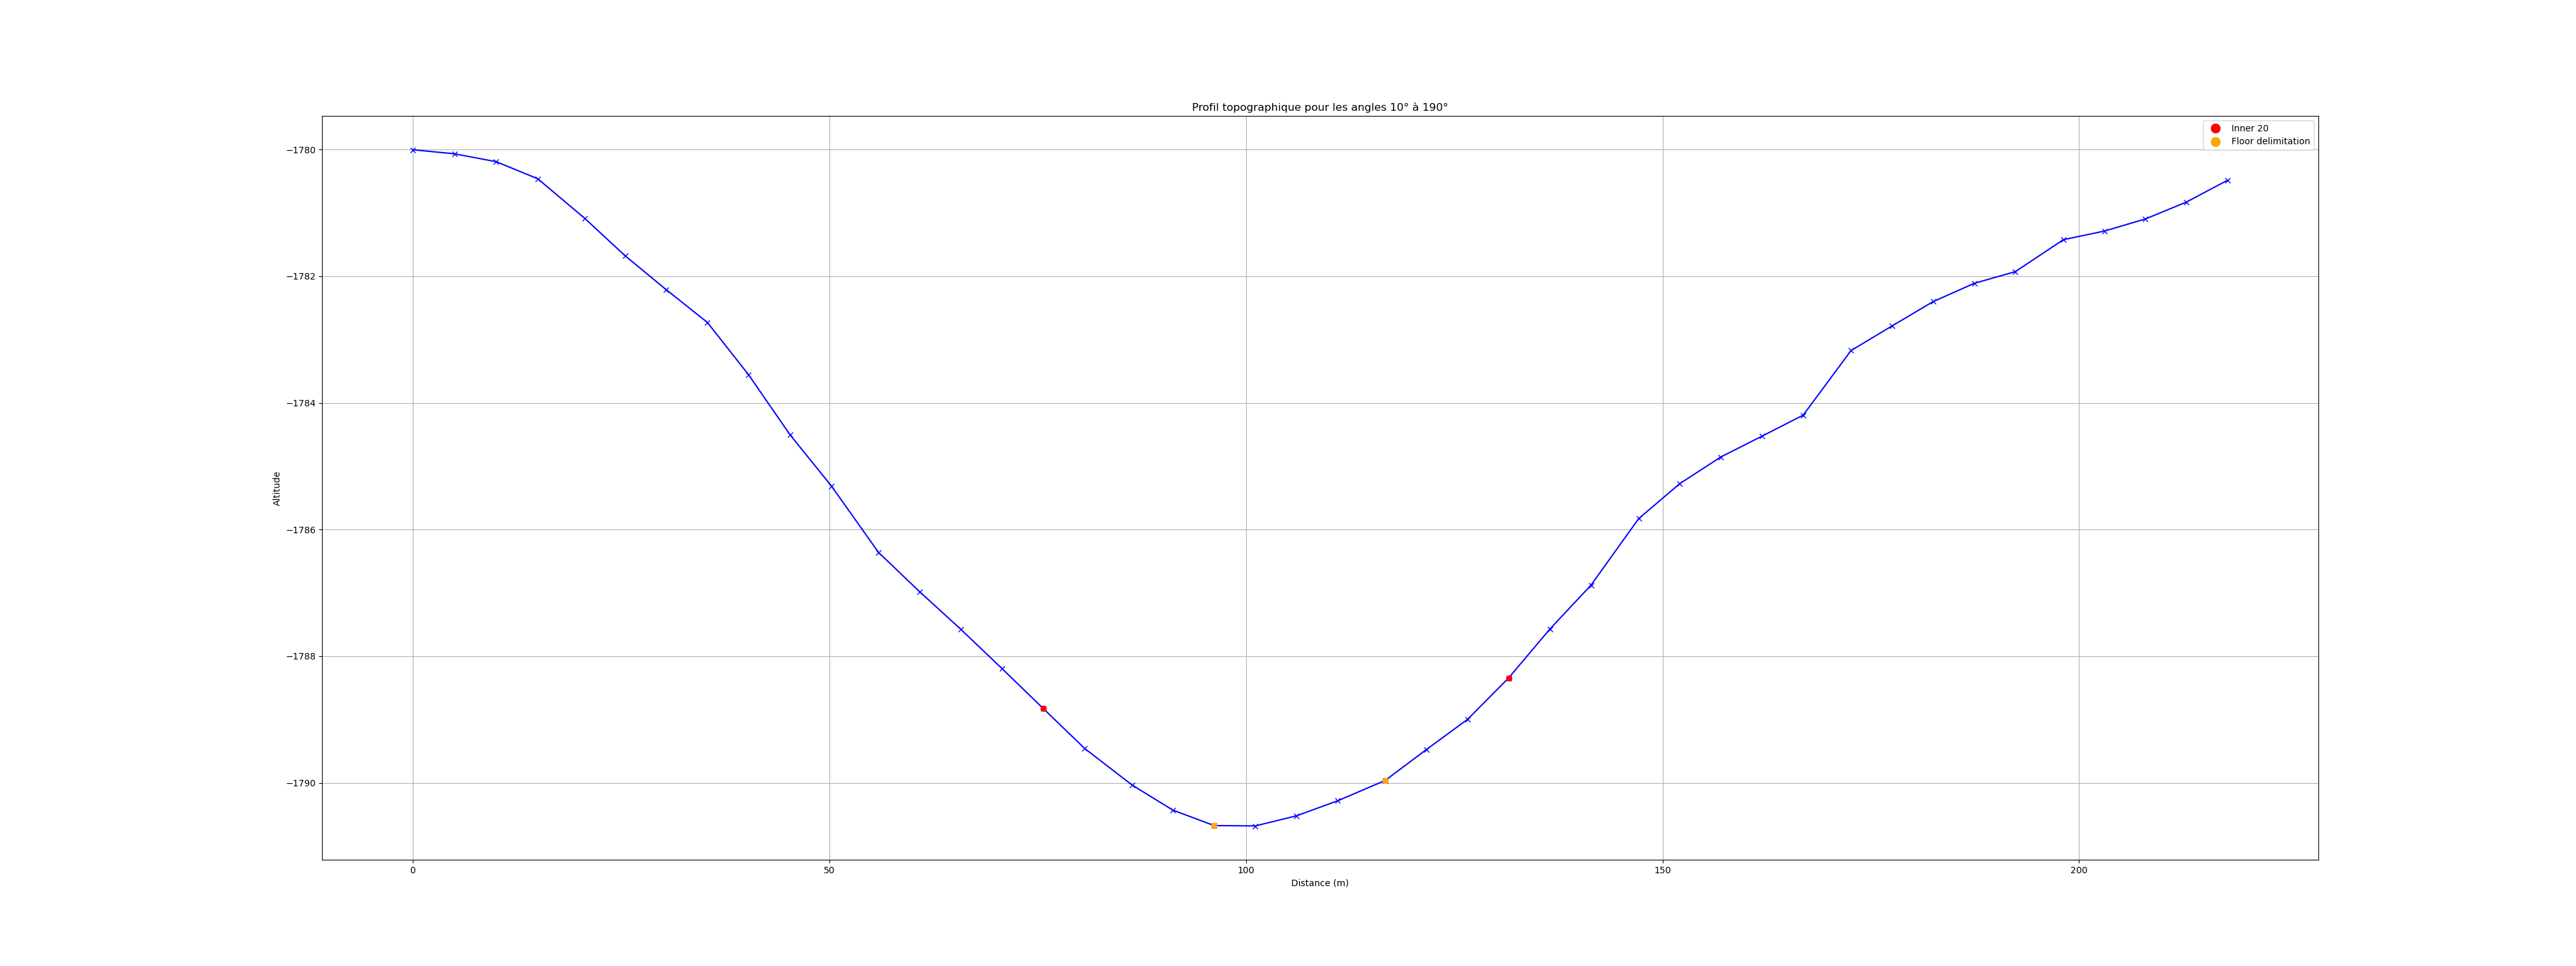 Profil topographique pour les angles 10° à 190°
Inner 20
Floor delimitation
−1780
−1782
−1784
−1786
−1788
−1790
Altitude
0
50
100
150
200
Distance (m)